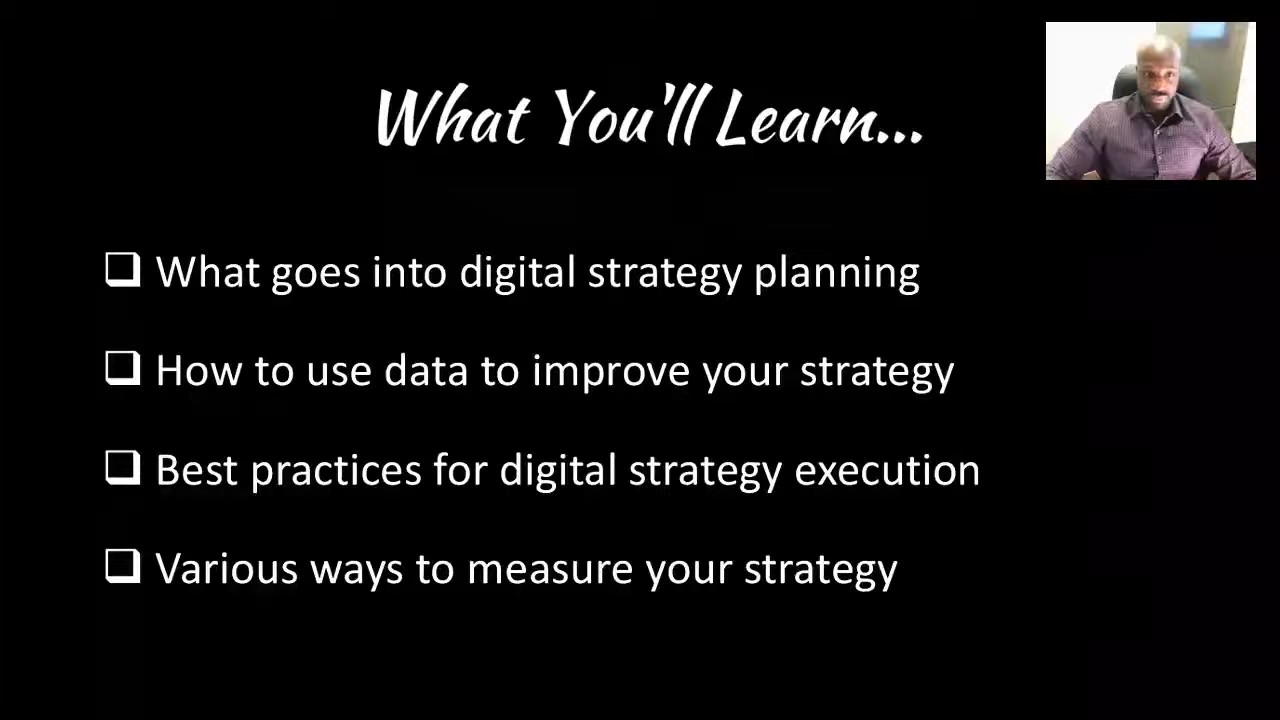 What You'll Learn...
What goes into digital strategy planning
How to use data to improve your strategy
Best practices for digital strategy execution
Various ways to measure your strategy